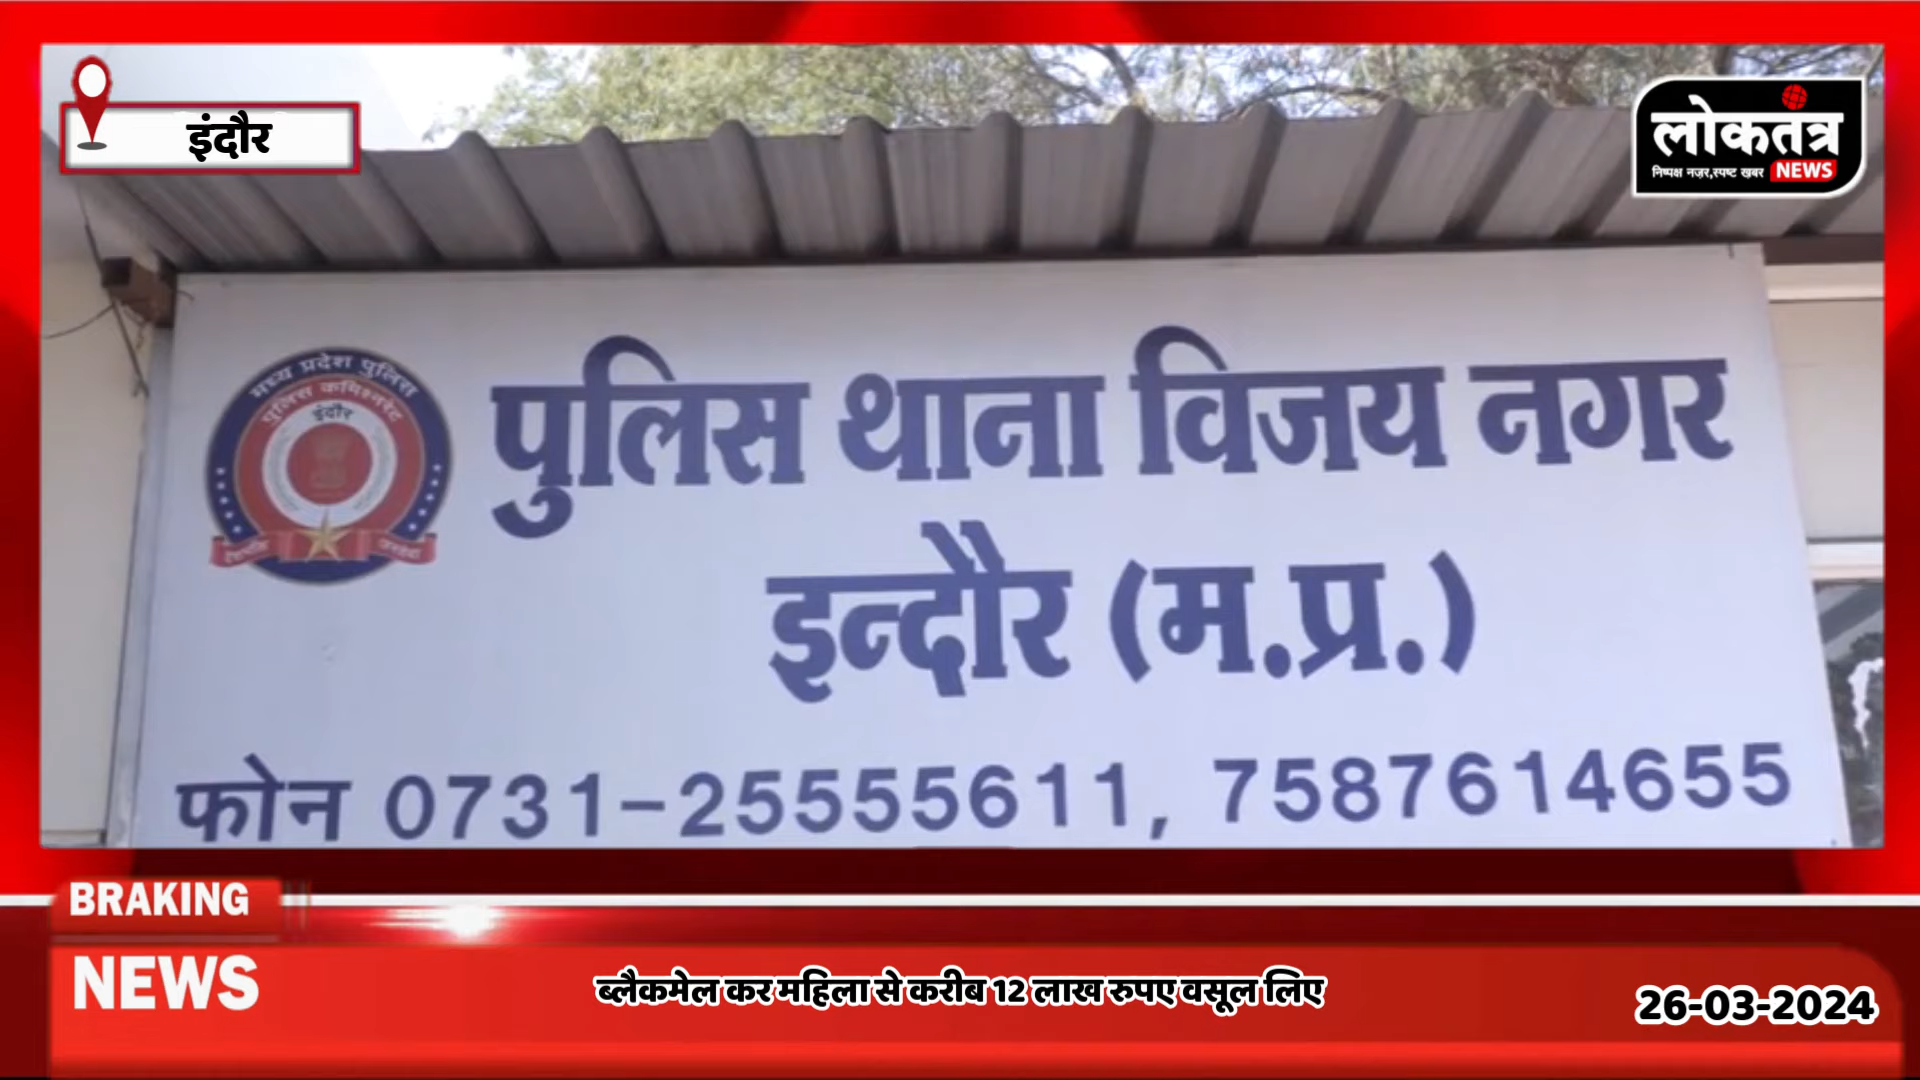 इंदौर
लोकतंत्र
निष्पक्ष नज़र,स्पष्ट खबर NEWS
मध्य प्रदेश पुलिस
पुलिस कमिश्नरेट
इंदौर
पुलिस थाना विजय नगर
इन्दौर (म.प्र.)
फोन 0731-25555611, 7587614655
BRAKING
NEWS
ब्लैकमेल कर महिला से करीब 12 लाख रुपए वसूल लिए
26-03-2024